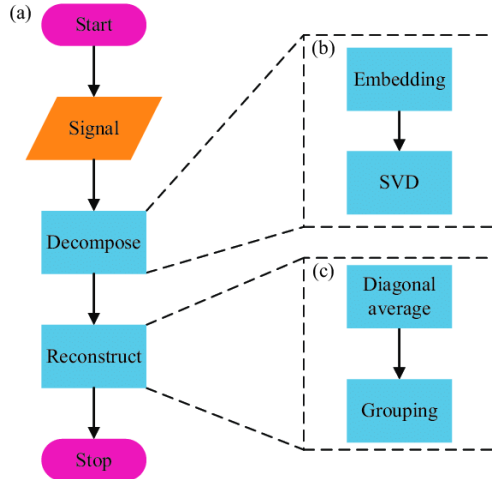 (a)
Start
Signal
Decompose
Reconstruct
Stop
(b)
Embedding
SVD
(c)
Diagonal
average
Grouping